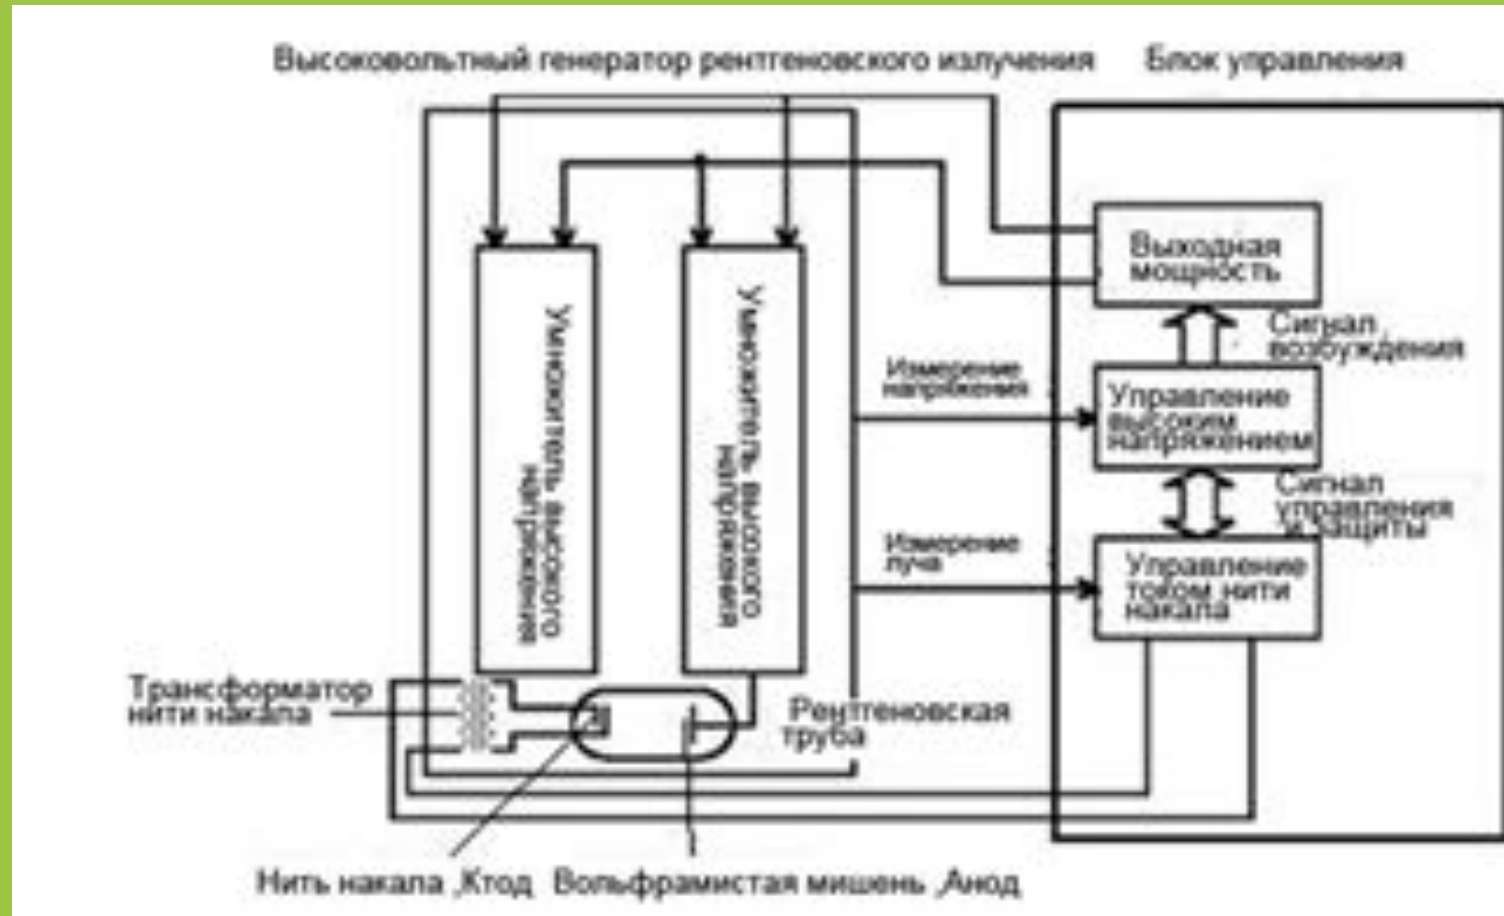 Высоковольтный генератор рентгеновского излучения
Блок управления
Выходная
мощность
Сигнал
возбуждения
Умножитель высокого
напряжения
Умножитель высокого
напряжения
Измерение
напряжения
Управление
высоким
напряжением
Сигнал
управления
и защиты
Измерение
луча
Управление
током нити
накала
Трансформатор
нити накала
Рентгеновская
труба
Нить накала ,Ктод
Вольфрамистая мишень ,Анод